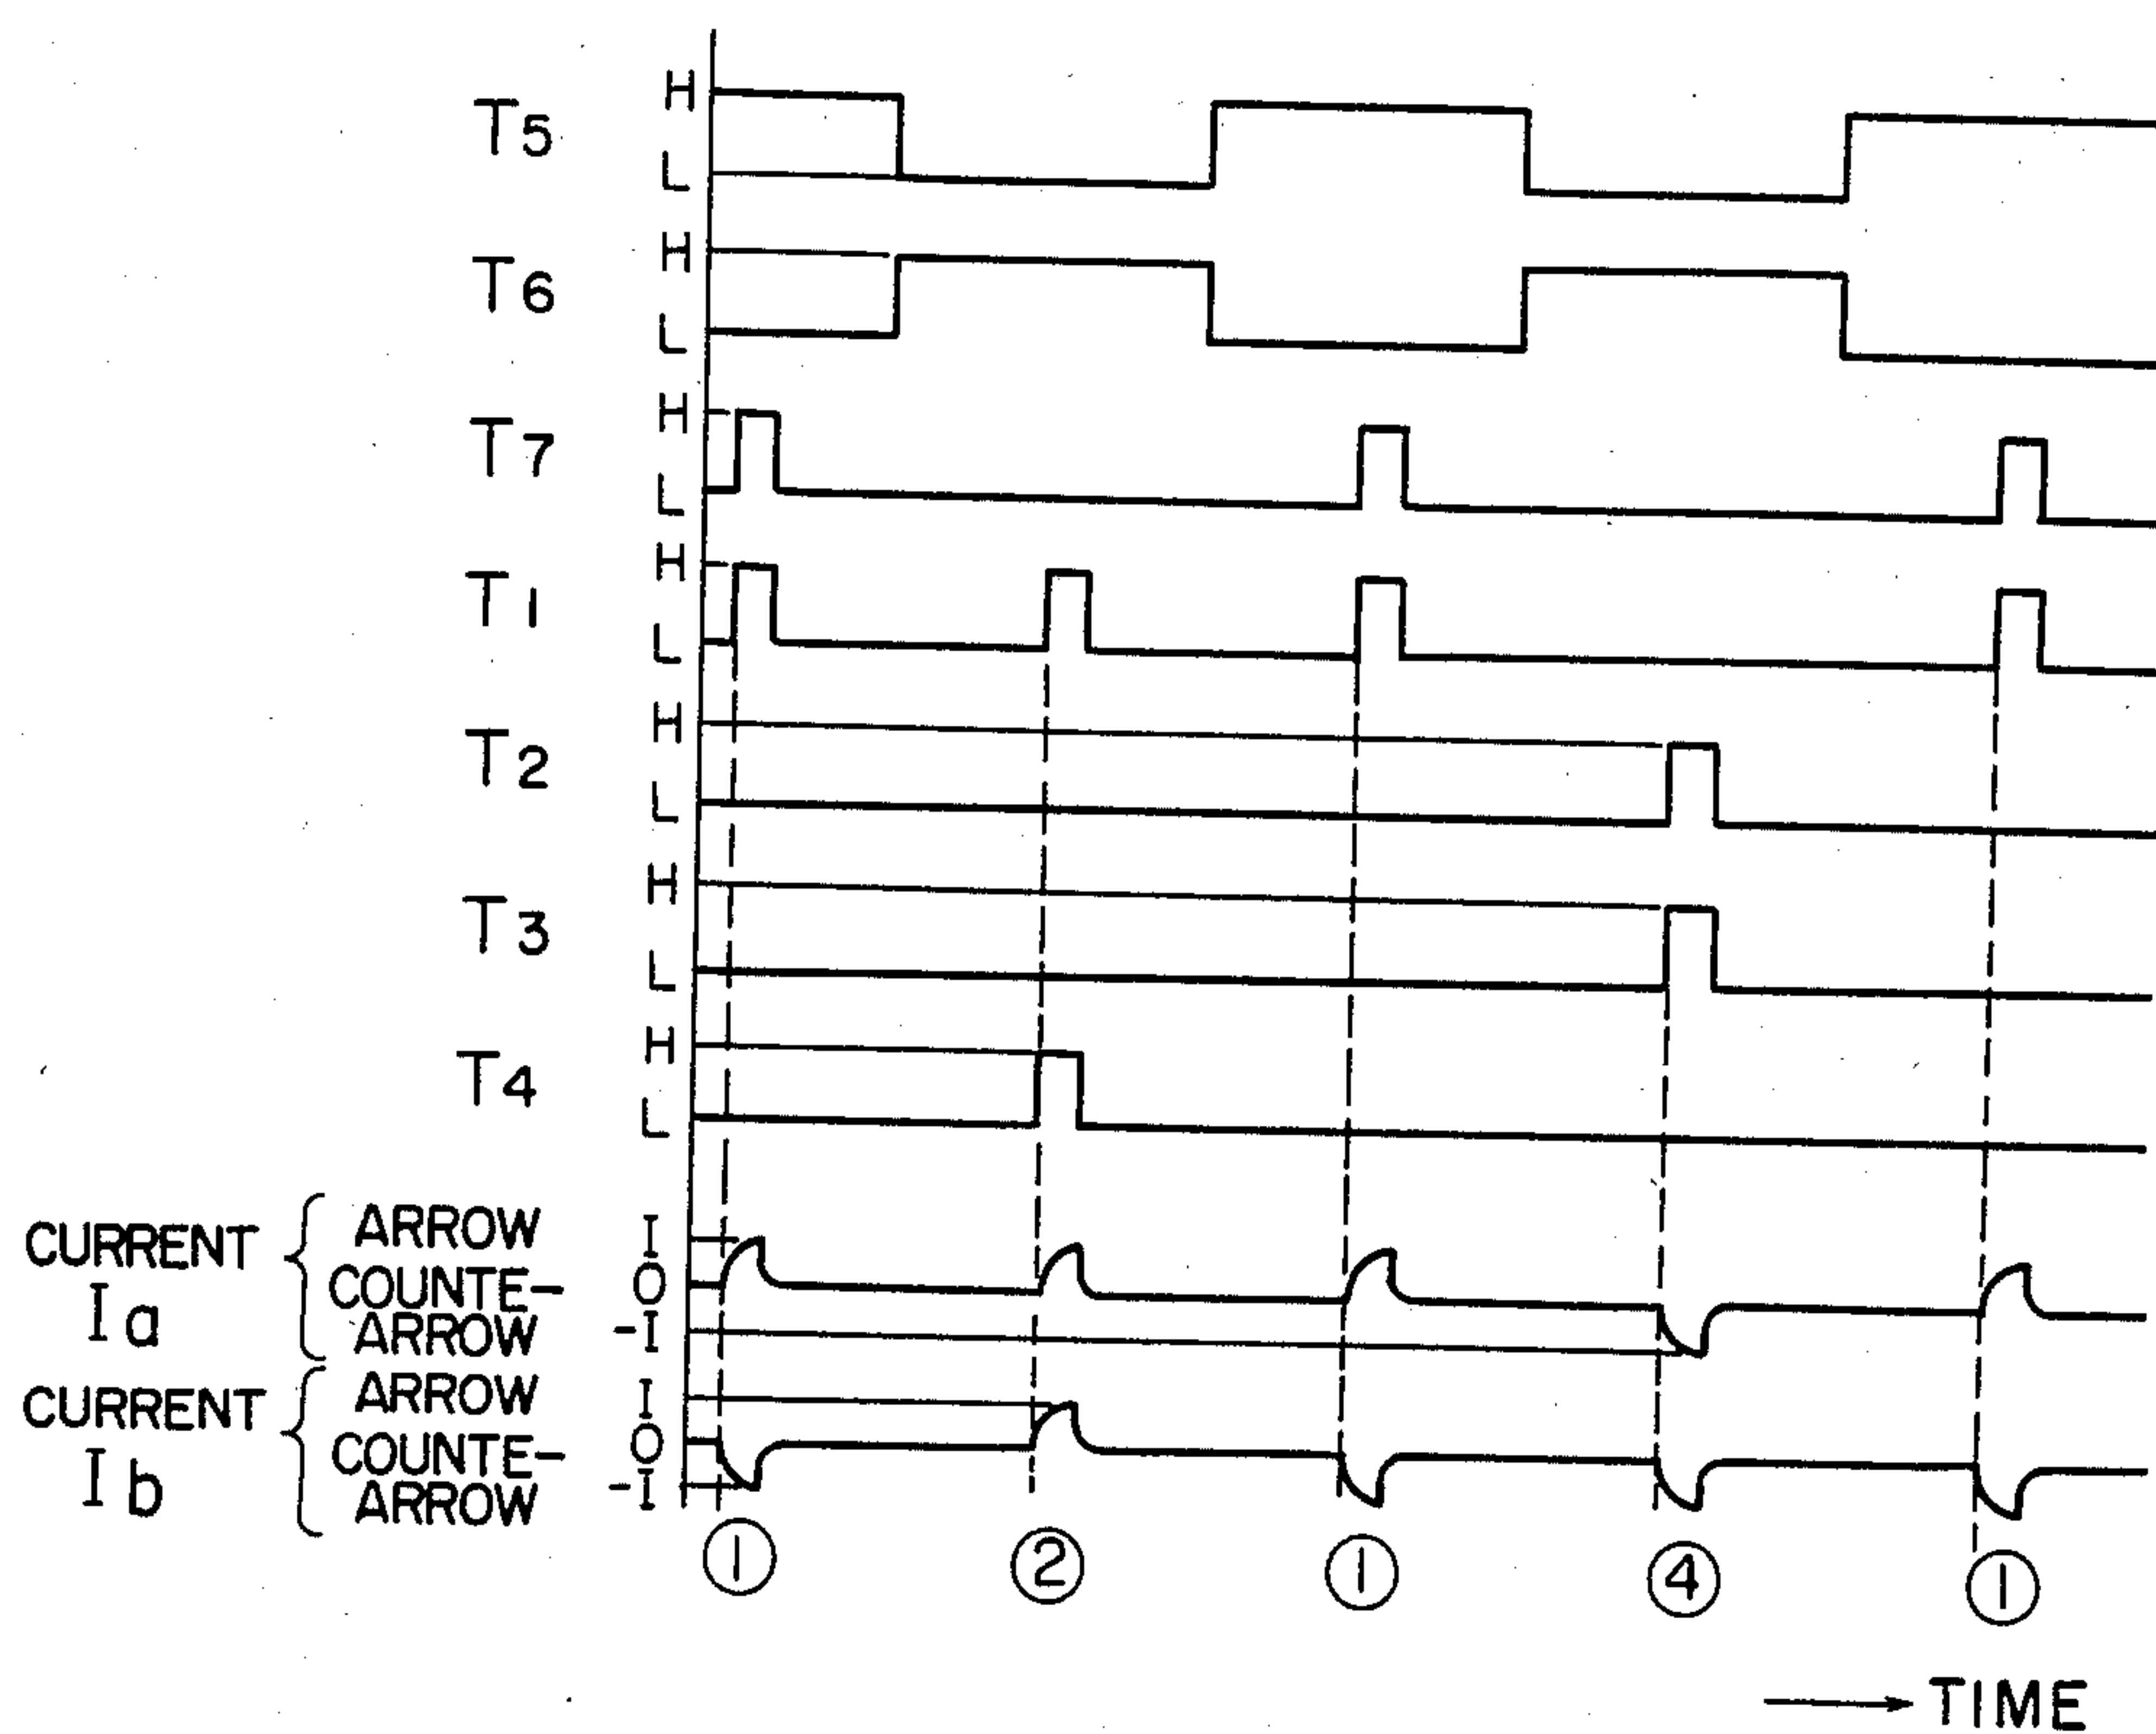 H
T5
L
H
T6
L
H
T7
L
H
T1
L
H
T2
L
H
T3
L
H
T4
L
CURRENT Ia
ARROW
COUNTE-
ARROW
I
O
-I
CURRENT Ib
ARROW
COUNTE-
ARROW
I
O
-I
① ② ① ④ ①
TIME